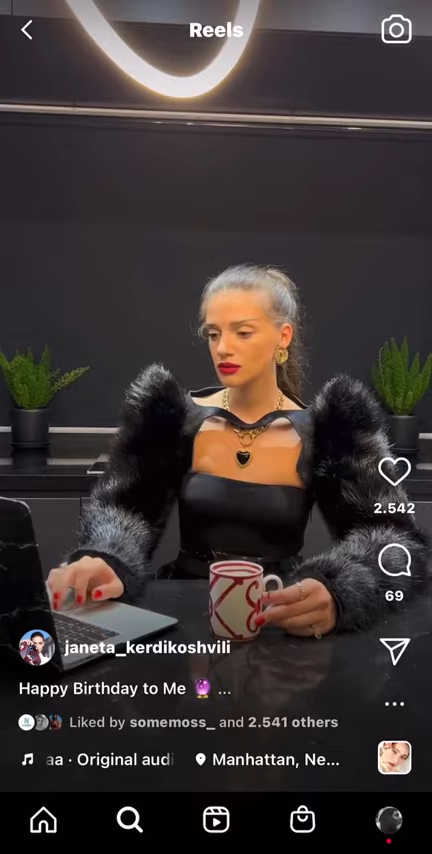 Reels
2.542
69
janeta_kerdikoshvili
Happy Birthday to Me 🔮 ...
Liked by somemoss_ and 2.541 others
aa · Original audi
Manhattan, Ne...